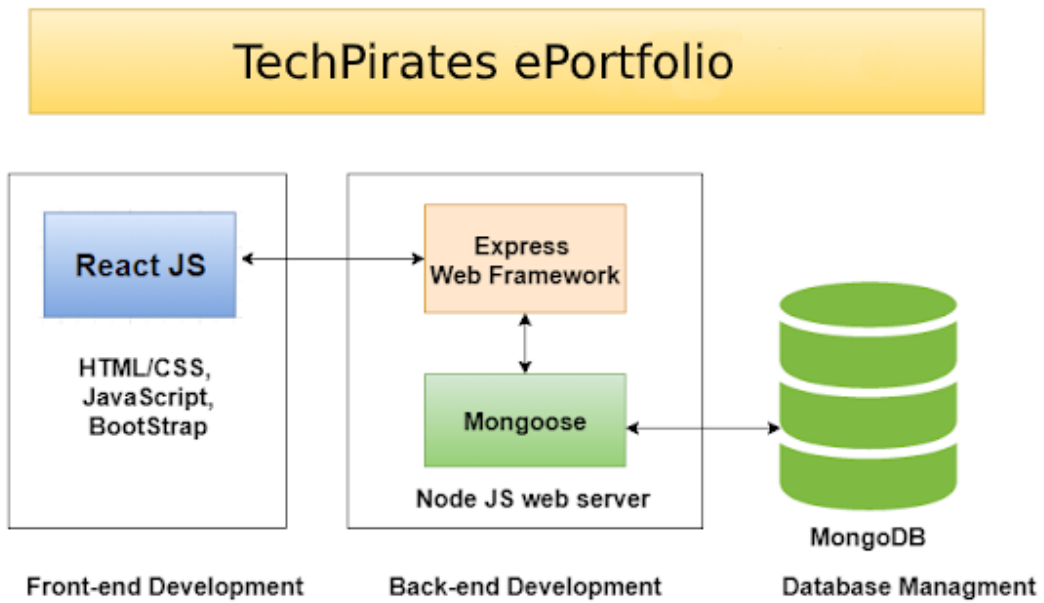 TechPirates ePortfolio
React JS
HTML/CSS,
JavaScript,
BootStrap
Express
Web Framework
Mongoose
Node JS web server
MongoDB
Front-end Development
Back-end Development
Database Managment